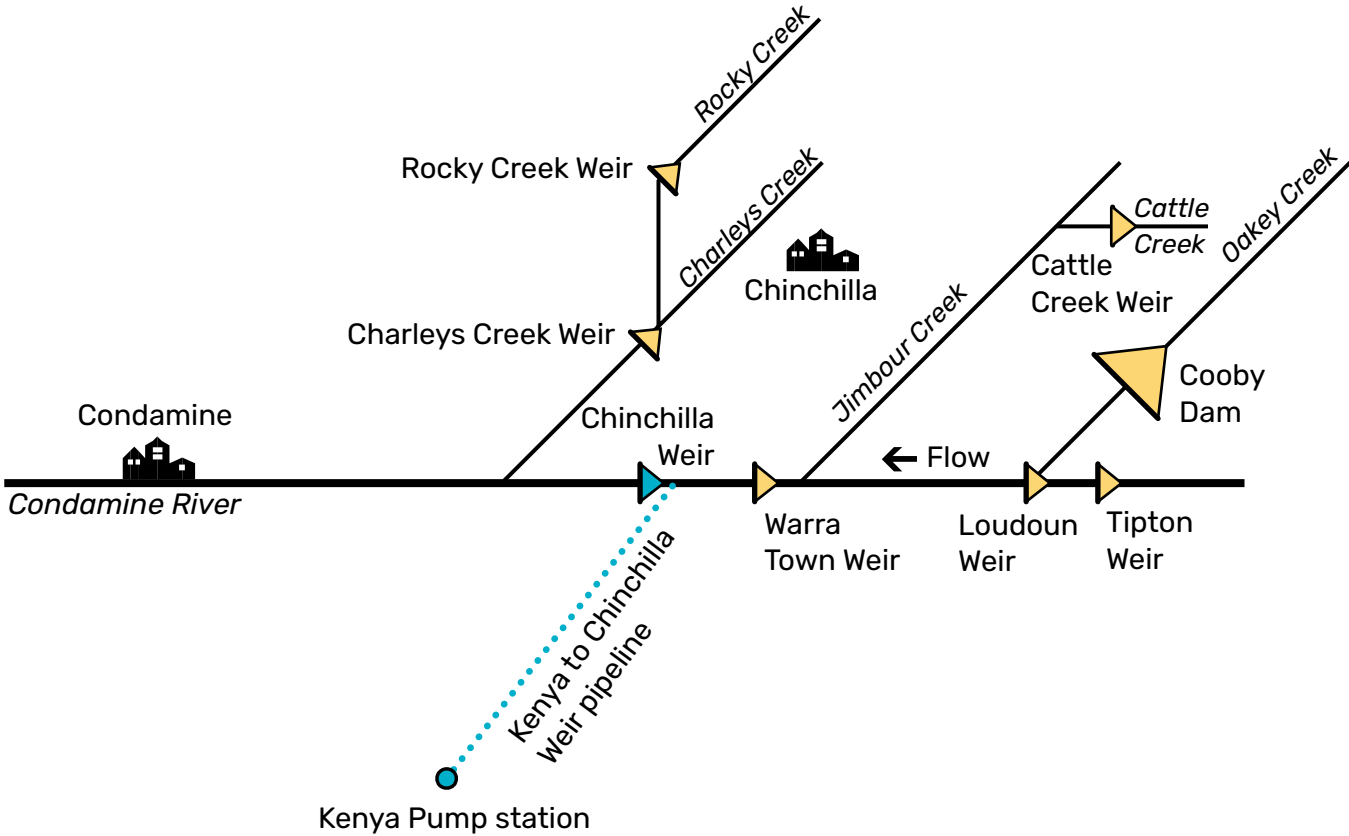 Rocky Creek
Rocky Creek Weir
Charleys Creek
Chinchilla
Cattle
Creek
Cattle
Creek Weir
Oakey Creek
Jimbour Creek
Charleys Creek Weir
Cooby
Dam
Condamine
Chinchilla
Weir
← Flow
Condamine River
Warra
Town Weir
Loudoun
Weir
Tipton
Weir
Kenya to Chinchilla
Weir pipeline
Kenya Pump station